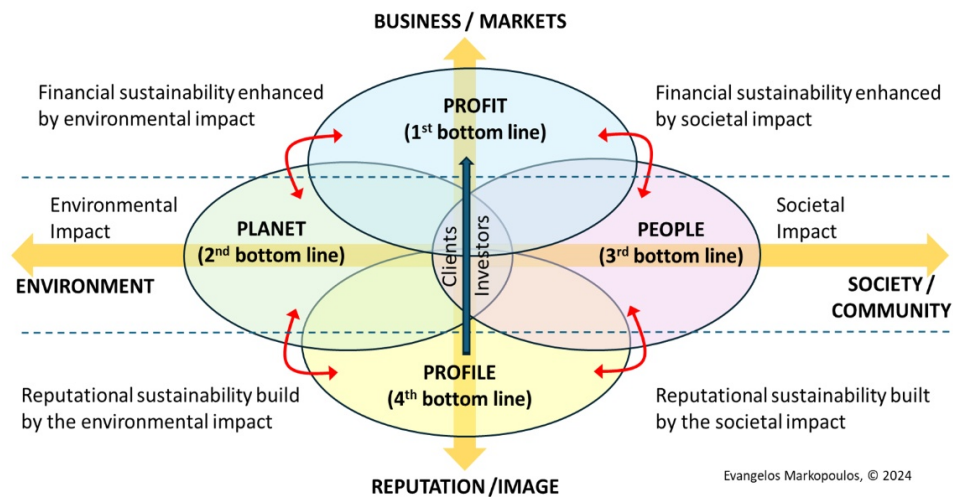 BUSINESS / MARKETS
Financial sustainability enhanced
by environmental impact
PROFIT
(1st bottom line)
Financial sustainability enhanced
by societal impact
Environmental
Impact
PLANET
(2nd bottom line)
Clients
Investors
PEOPLE
(3rd bottom line)
Societal
Impact
ENVIRONMENT
SOCIETY /
COMMUNITY
Reputational sustainability build
by the environmental impact
PROFILE
(4th bottom line)
Reputational sustainability built
by the societal impact
REPUTATION /IMAGE
Evangelos Markopoulos, © 2024